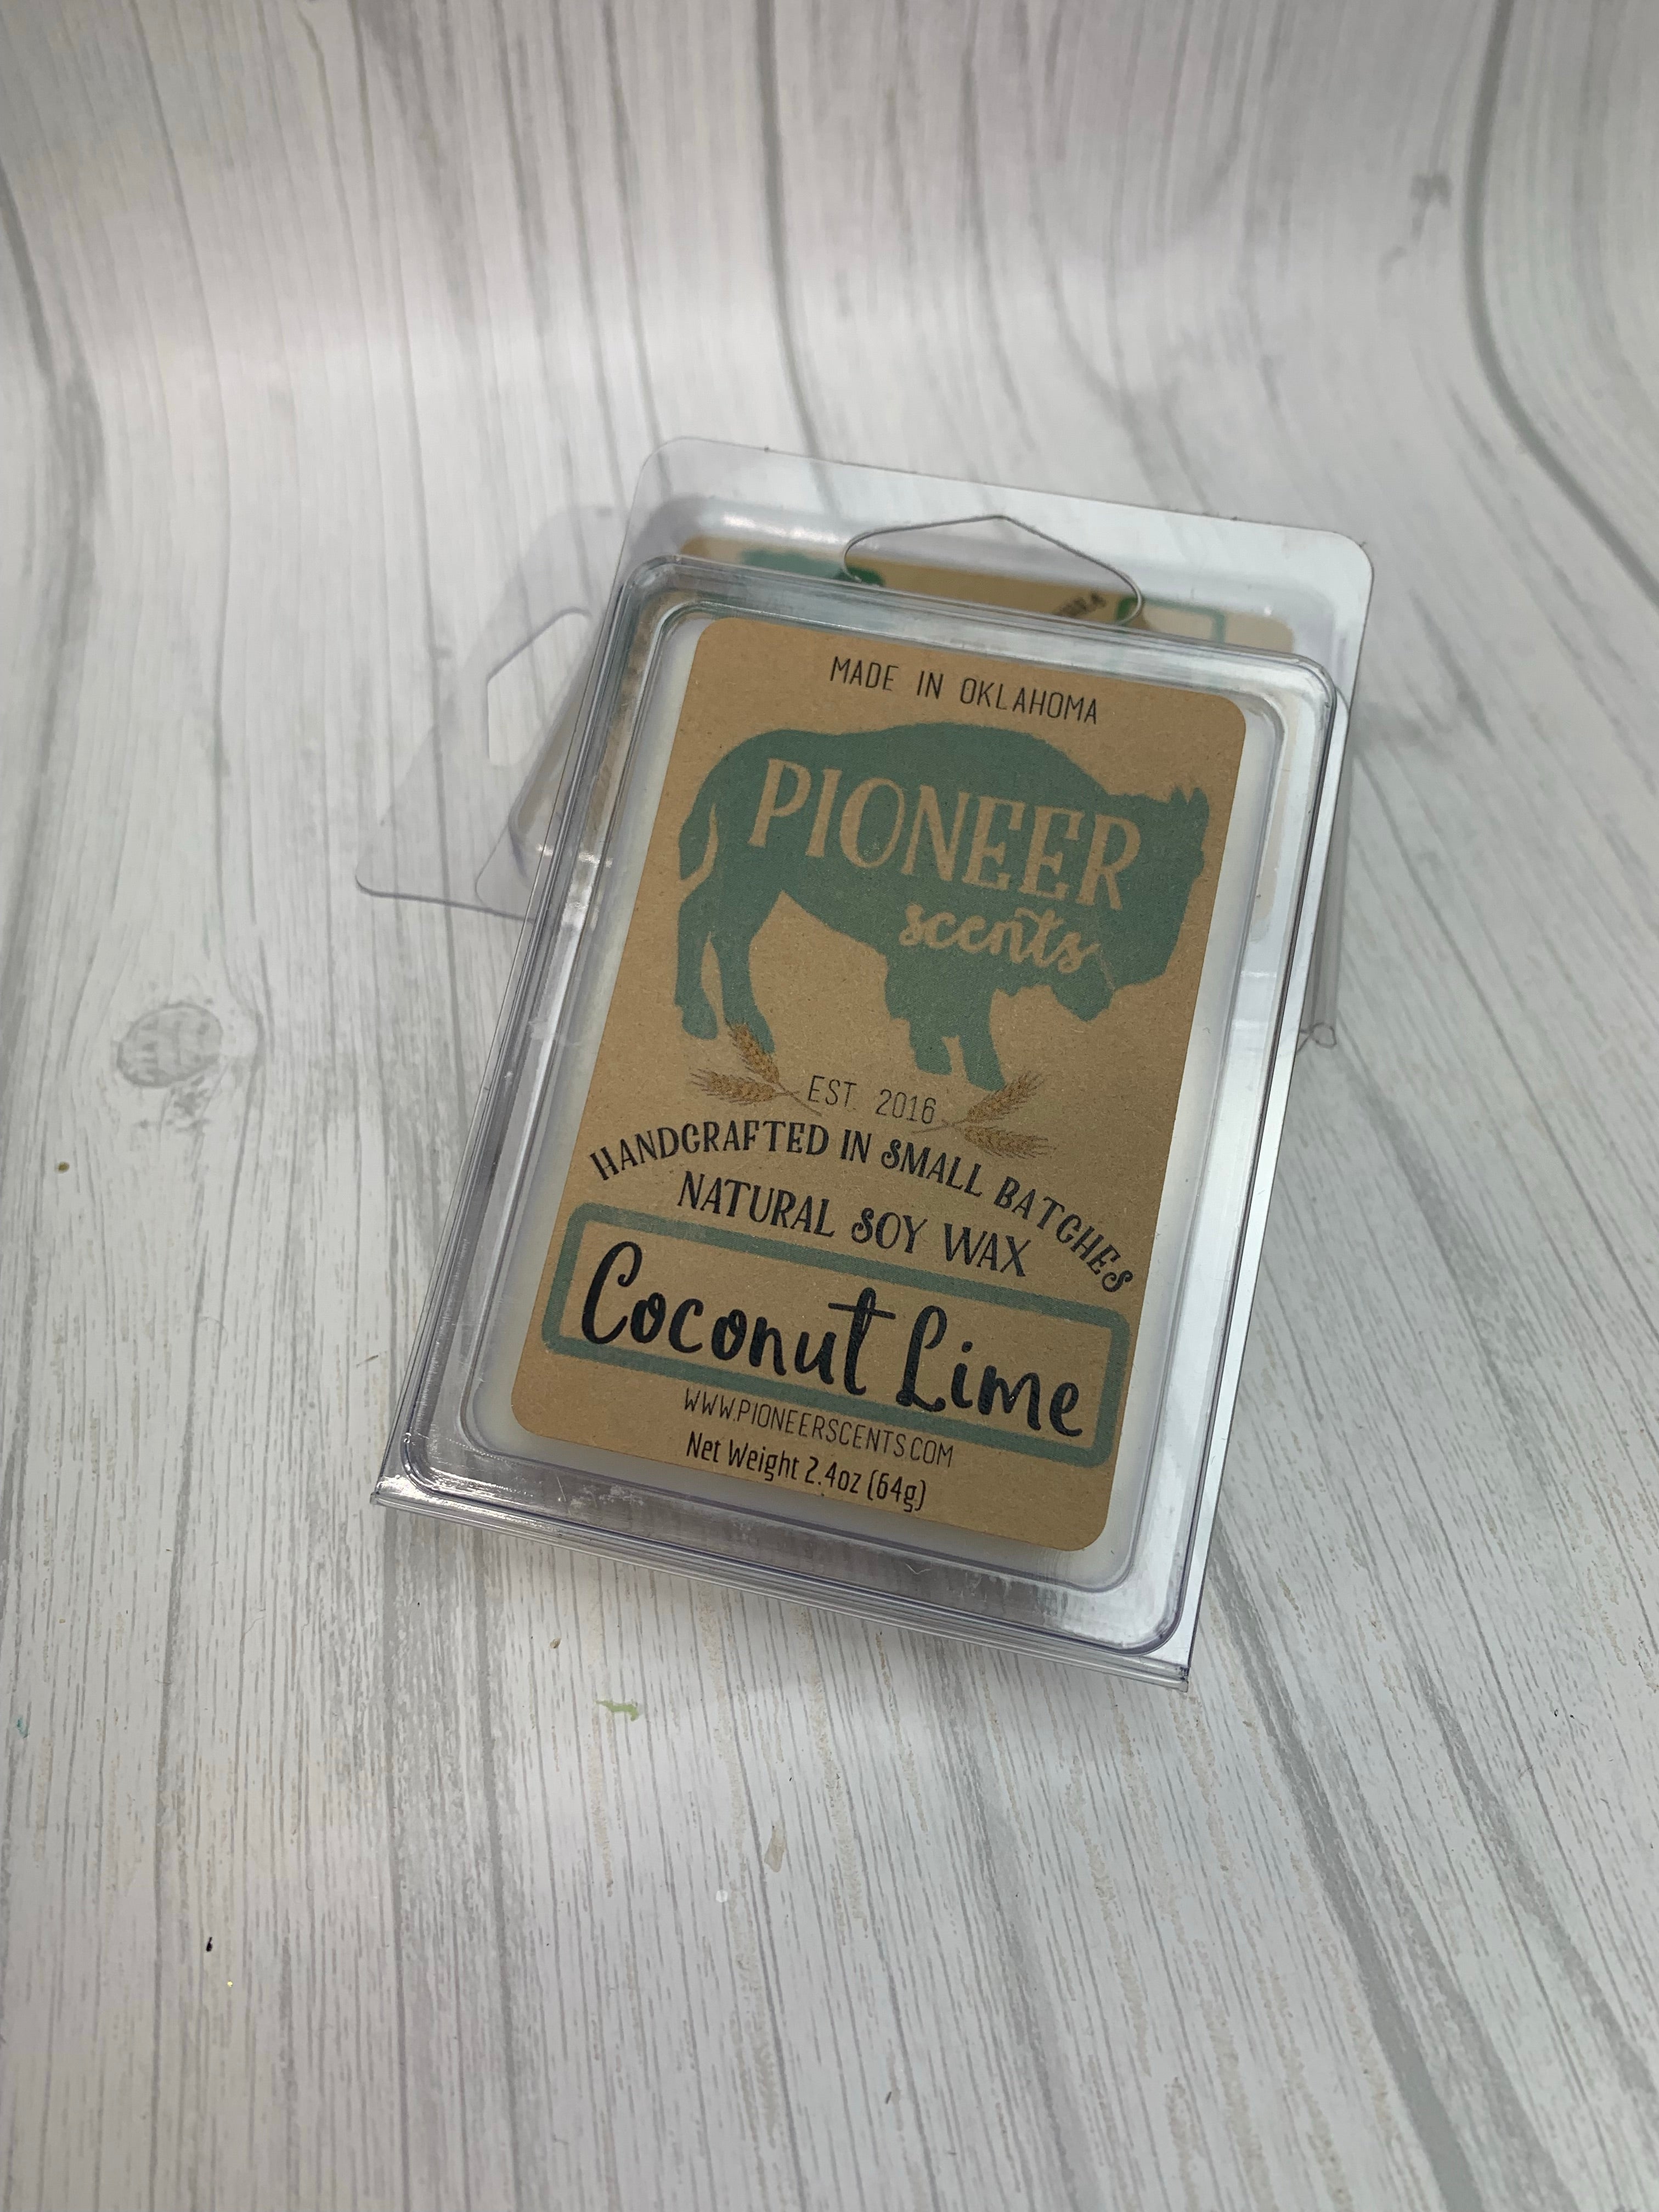 MADE IN OKLAHOMA
PIONEER
scents
EST. 2016
HANDCRAFTED IN SMALL BATCHES
NATURAL SOY WAX
Coconut Lime
WWW.PIONEERSCENTS.COM
Net Weight 2.4oz (64g)